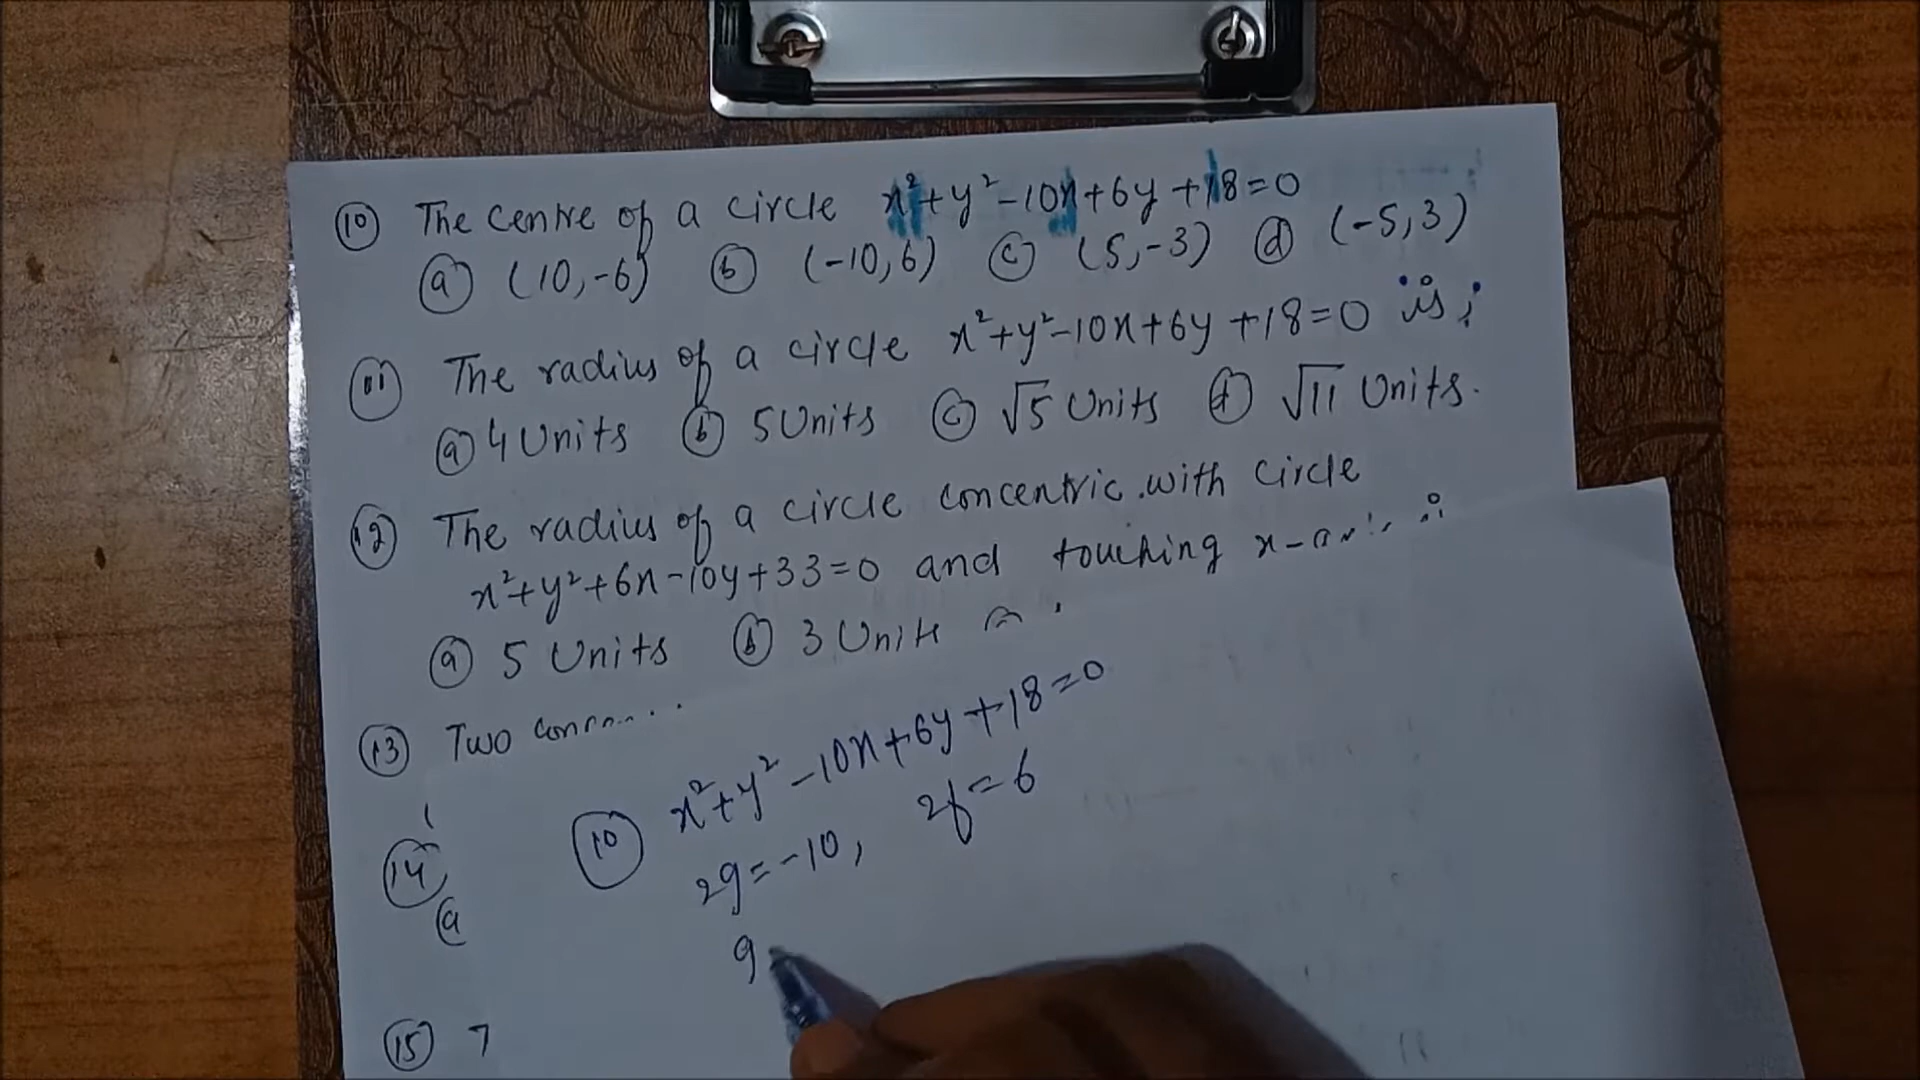 (10) The centre of a circle x²+y²-10x+6y+18=0
(a) (10,-6) (b) (-10,6) (c) (5,-3) (d) (-5,3)
(11) The radius of a circle x²+y²-10x+6y+18=0 is;
(a) 4 Units (b) 5 Units (c) √5 Units (d) √11 Units.
(12) The radius of a circle concentric with circle
x²+y²+6x-10y+33=0 and touching x-
(a) 5 Units (b) 3 Unit
(13) Two
(14)
(a
(15)
(10) x²+y²-10x+6y+18=0
2g=-10, 2f=6
g